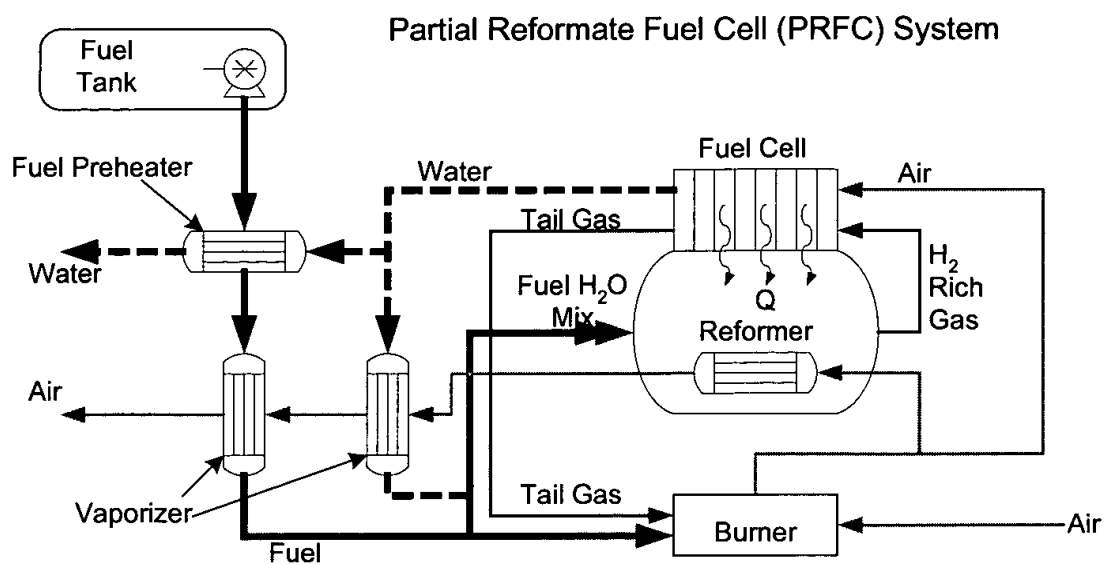 Partial Reformate Fuel Cell (PRFC) System
Fuel
Tank
Fuel Preheater
Water
Fuel Cell
Air
Tail Gas
Water
Fuel H2O
Mix
Q
Reformer
H2
Rich
Gas
Air
Vaporizer
Tail Gas
Burner
Air
Fuel